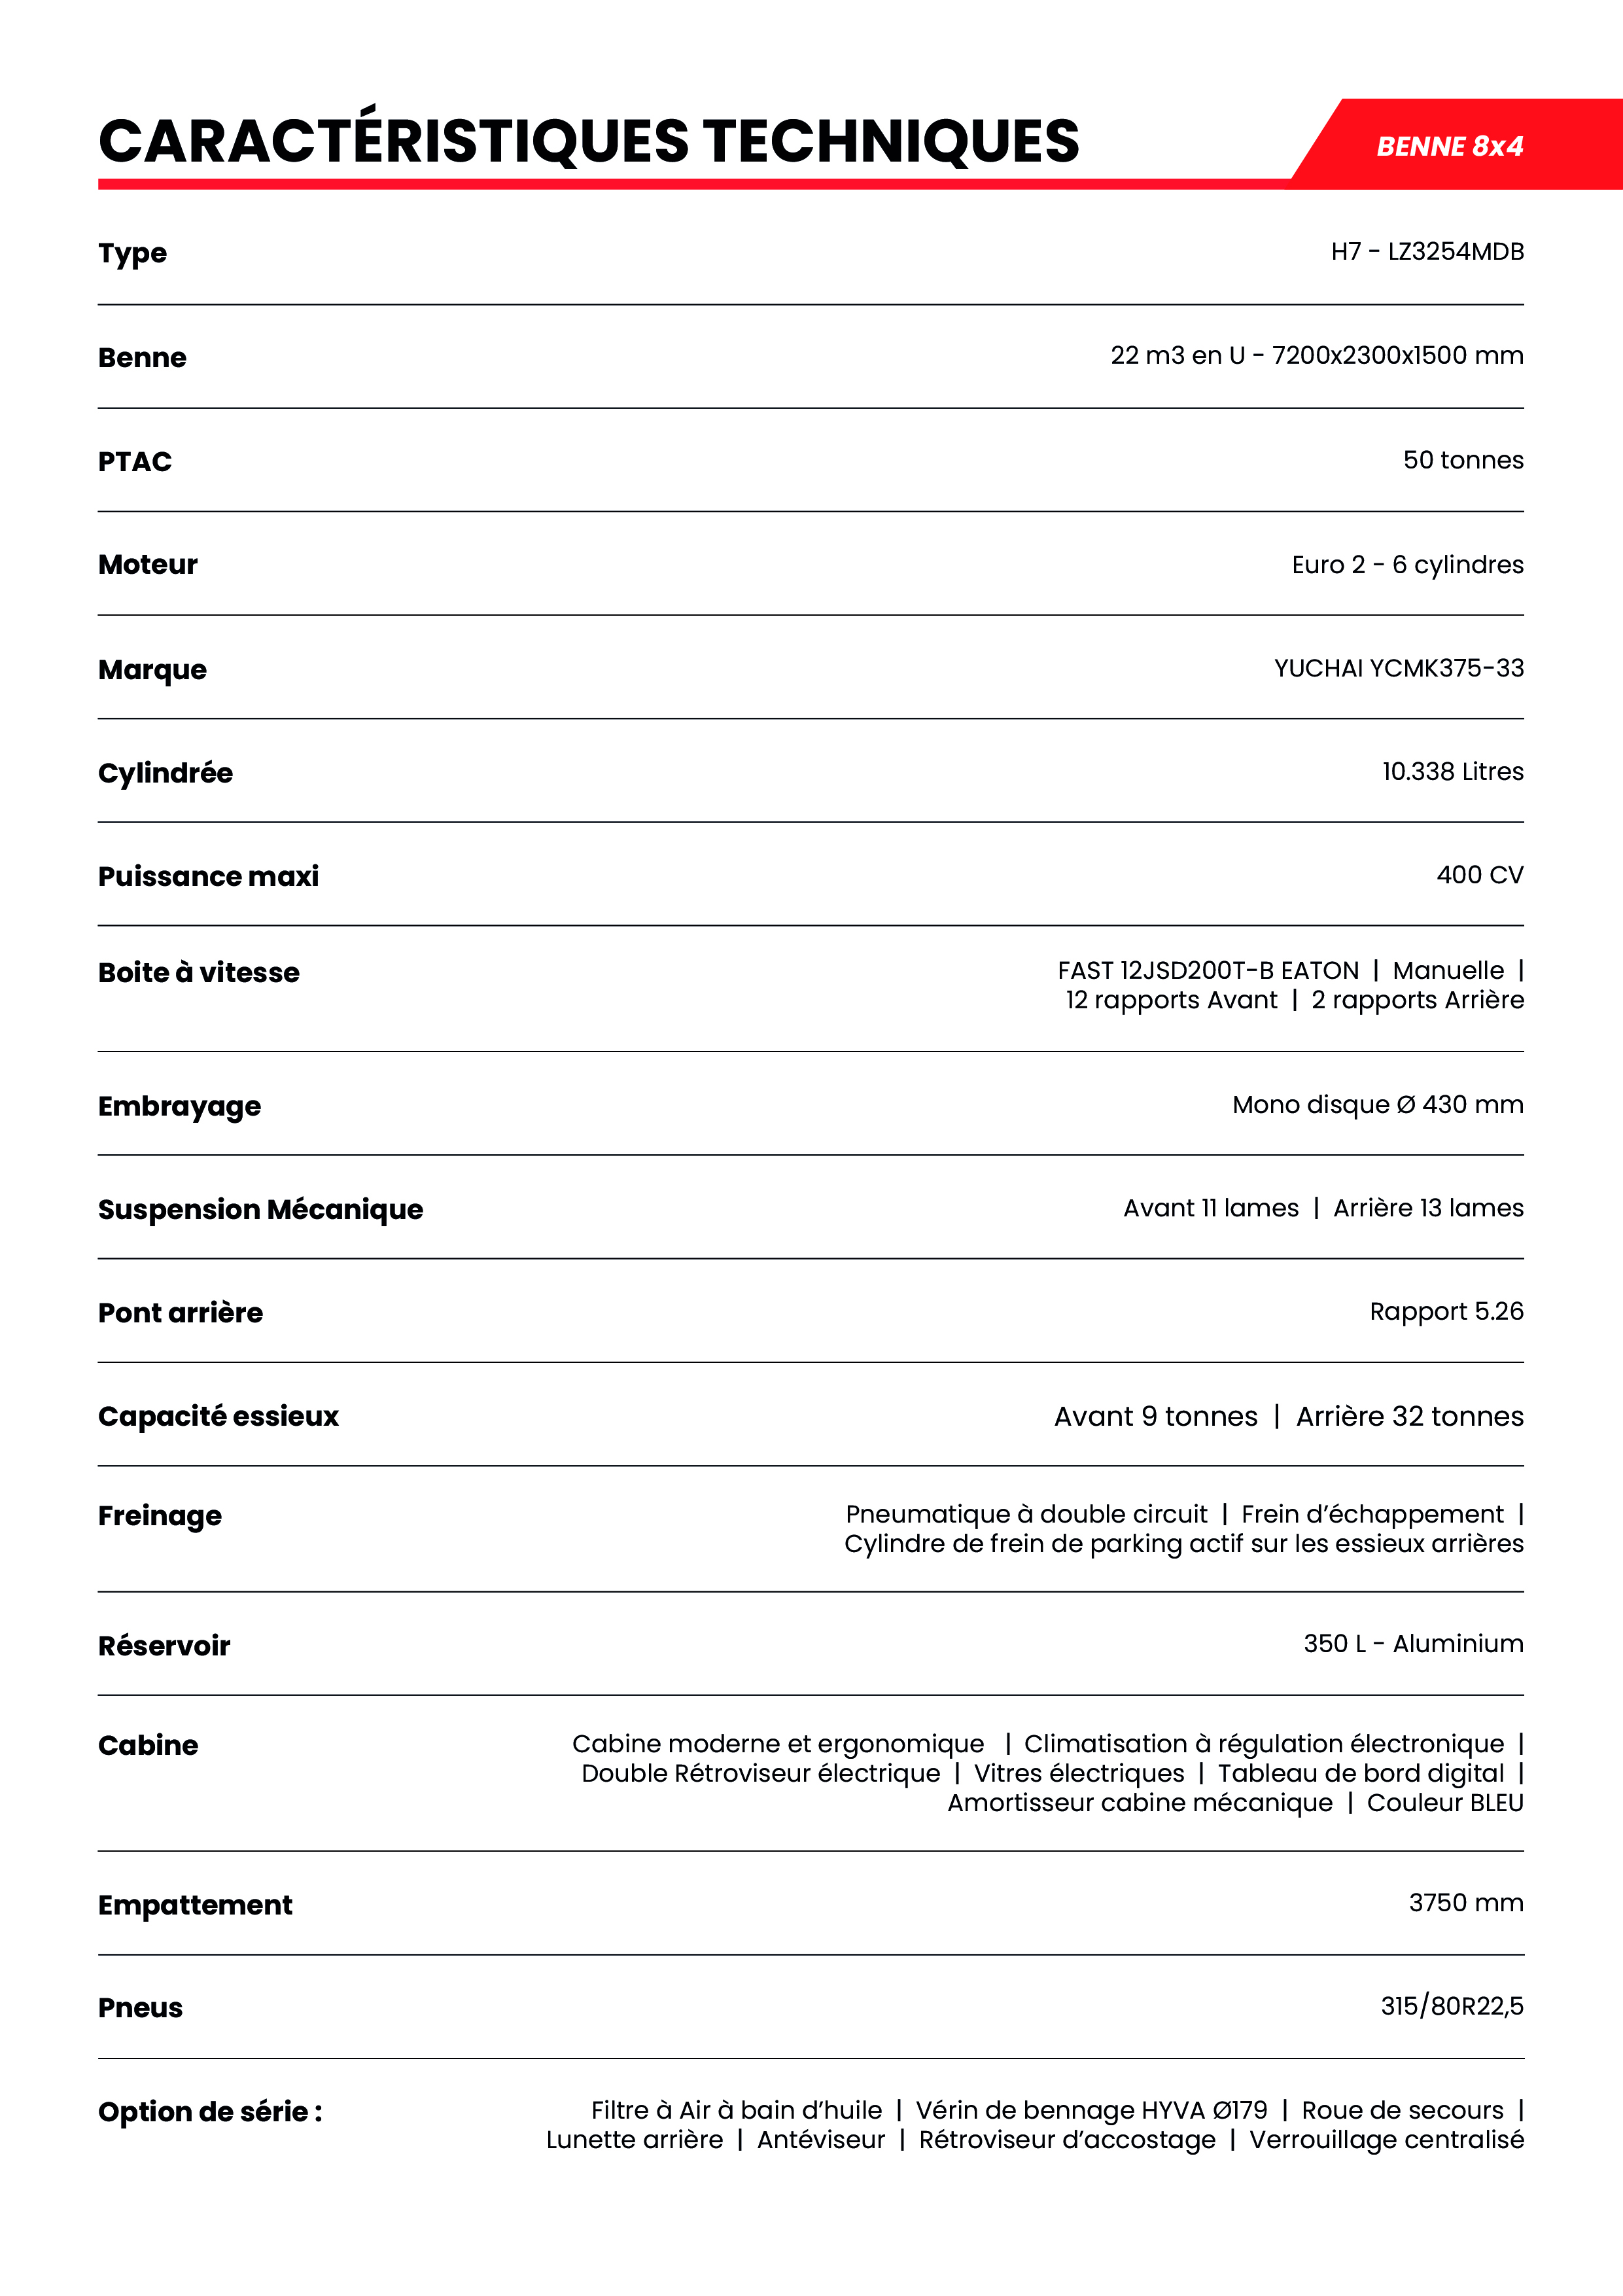 CARACTÉRISTIQUES TECHNIQUES
BENNE 8x4
Type
H7 - LZ3254MDB
Benne
22 m3 en U - 7200x2300x1500 mm
PTAC
50 tonnes
Moteur
Euro 2 - 6 cylindres
Marque
YUCHAI YCMK375-33
Cylindrée
10.338 Litres
Puissance maxi
400 CV
Boite à vitesse
FAST 12JSD200T-B EATON | Manuelle |
12 rapports Avant | 2 rapports Arrière
Embrayage
Mono disque Ø 430 mm
Suspension Mécanique
Avant 11 lames | Arrière 13 lames
Pont arrière
Rapport 5.26
Capacité essieux
Avant 9 tonnes | Arrière 32 tonnes
Freinage
Pneumatique à double circuit | Frein d’échappement |
Cylindre de frein de parking actif sur les essieux arrières
Réservoir
350 L - Aluminium
Cabine
Cabine moderne et ergonomique | Climatisation à régulation électronique |
Double Rétroviseur électrique | Vitres électriques | Tableau de bord digital |
Amortisseur cabine mécanique | Couleur BLEU
Empattement
3750 mm
Pneus
315/80R22,5
Option de série :
Filtre à Air à bain d’huile | Vérin de bennage HYVA Ø179 | Roue de secours |
Lunette arrière | Antéviseur | Rétroviseur d’accostage | Verrouillage centralisé